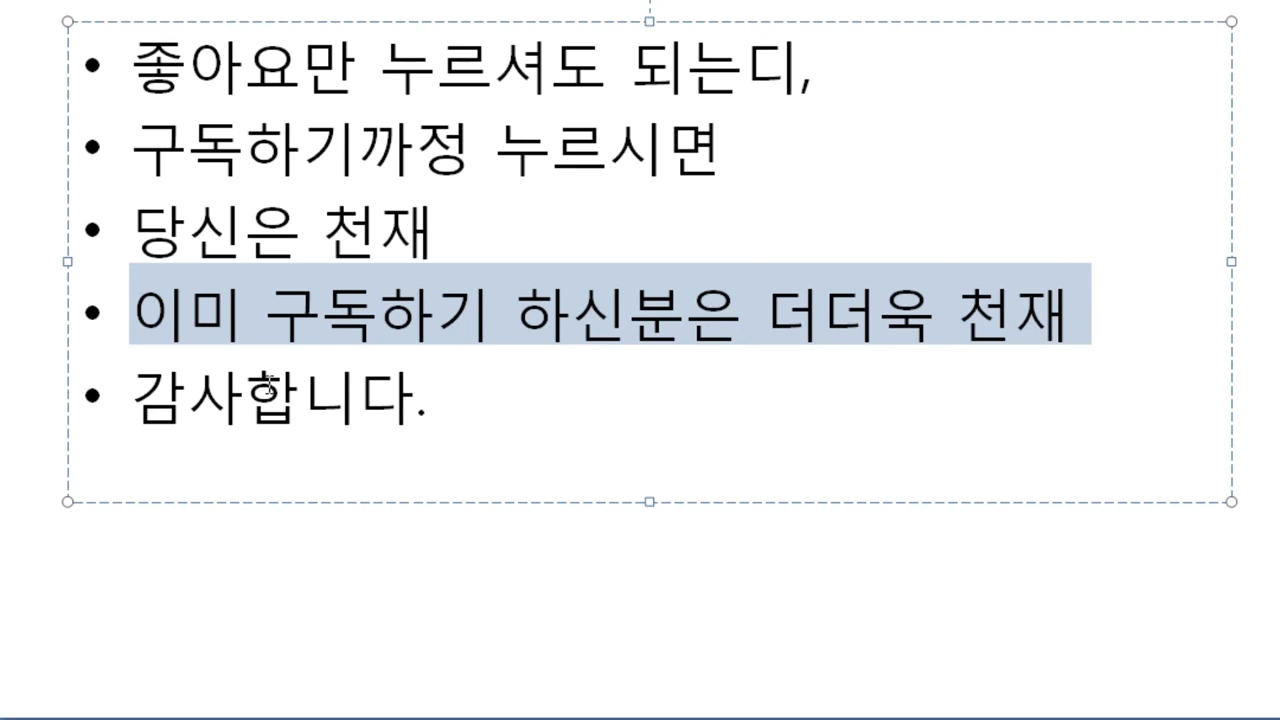 • 좋아요만 누르셔도 되는디,
• 구독하기까정 누르시면
• 당신은 천재
• 이미 구독하기 하신분은 더더욱 천재
• 감사합니다.